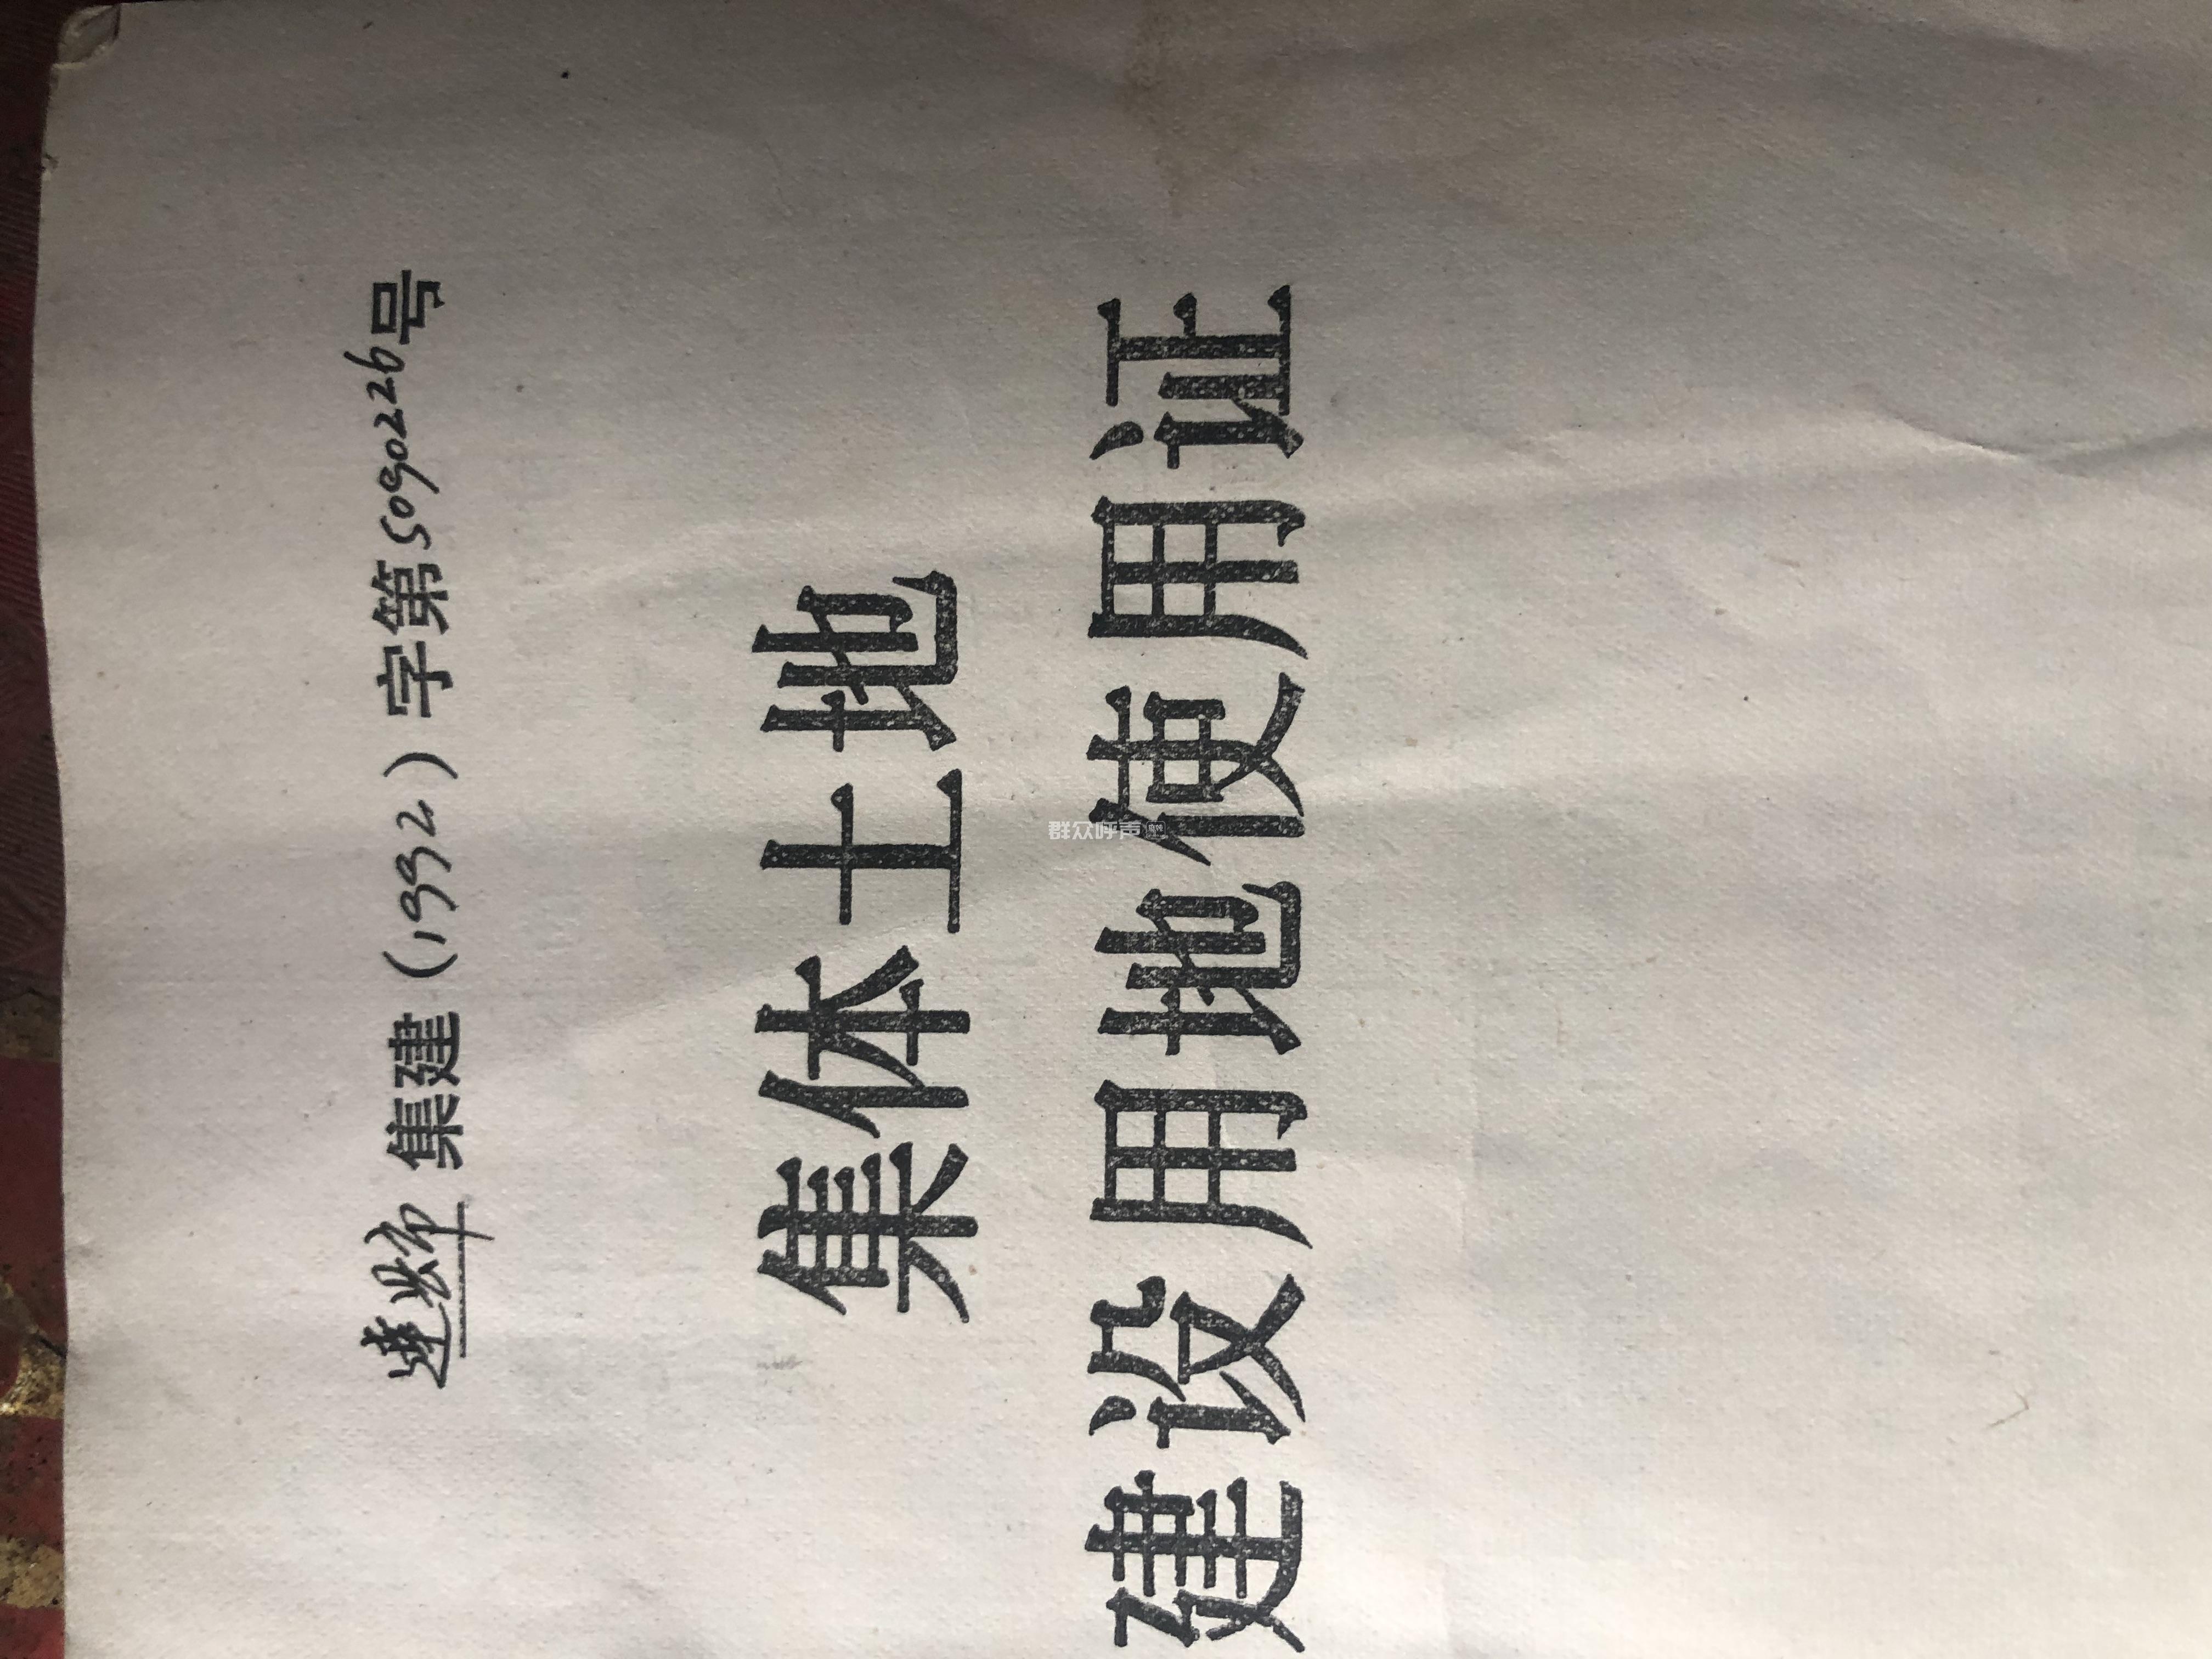 集建(1992)字第5090226号
集体土地
建设用地使用证
群众呼声